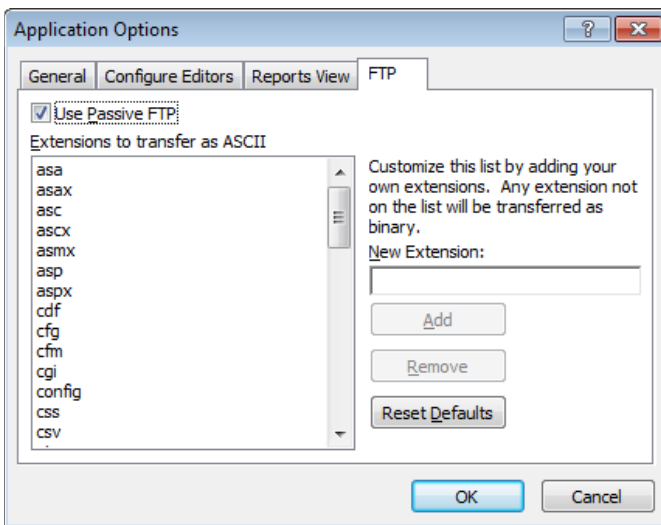 Application Options
General
Configure Editors
Reports View
FTP
Use Passive FTP
Extensions to transfer as ASCII
asa
asax
asc
ascx
asmx
asp
aspx
cdf
cfg
cfm
cgi
config
css
csv
Customize this list by adding your
own extensions. Any extension not
on the list will be transferred as
binary.
New Extension:
Add
Remove
Reset Defaults
OK
Cancel